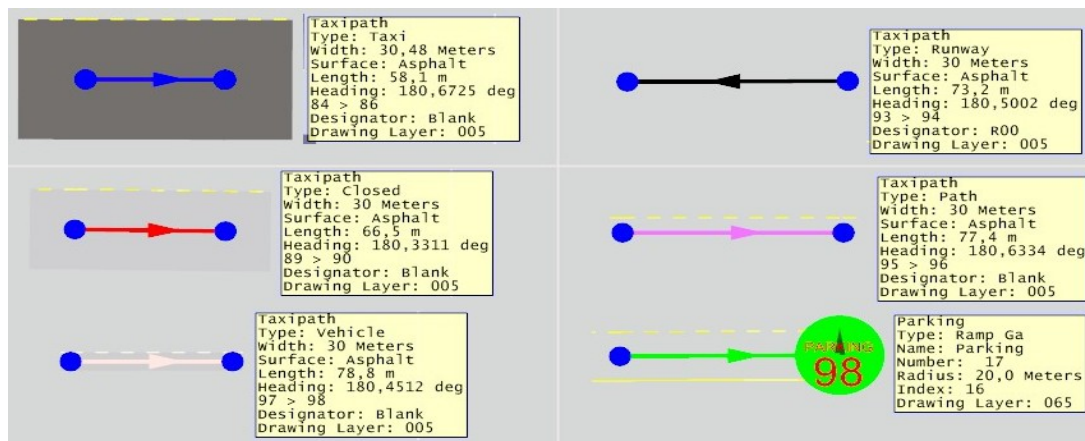 Taxipath
Type: Taxi
Width: 30,48 Meters
Surface: Asphalt
Length: 58,1 m
Heading: 180,6725 deg
84 > 86
Designator: Blank
Drawing Layer: 005
Taxipath
Type: Runway
Width: 30 Meters
Surface: Asphalt
Length: 73,2 m
Heading: 180,5002 deg
93 > 94
Designator: R00
Drawing Layer: 005
Taxipath
Type: Closed
Width: 30 Meters
Surface: Asphalt
Length: 66,5 m
Heading: 180,3311 deg
89 > 90
Designator: Blank
Drawing Layer: 005
Taxipath
Type: Path
Width: 30 Meters
Surface: Asphalt
Length: 77,4 m
Heading: 180,6334 deg
95 > 96
Designator: Blank
Drawing Layer: 005
Taxipath
Type: Vehicle
Width: 30 Meters
Surface: Asphalt
Length: 78,8 m
Heading: 180,4512 deg
97 > 98
Designator: Blank
Drawing Layer: 005
PARKING
98
Parking
Type: Ramp Ga
Name: Parking
Number: 17
Radius: 20,0 Meters
Index: 16
Drawing Layer: 065